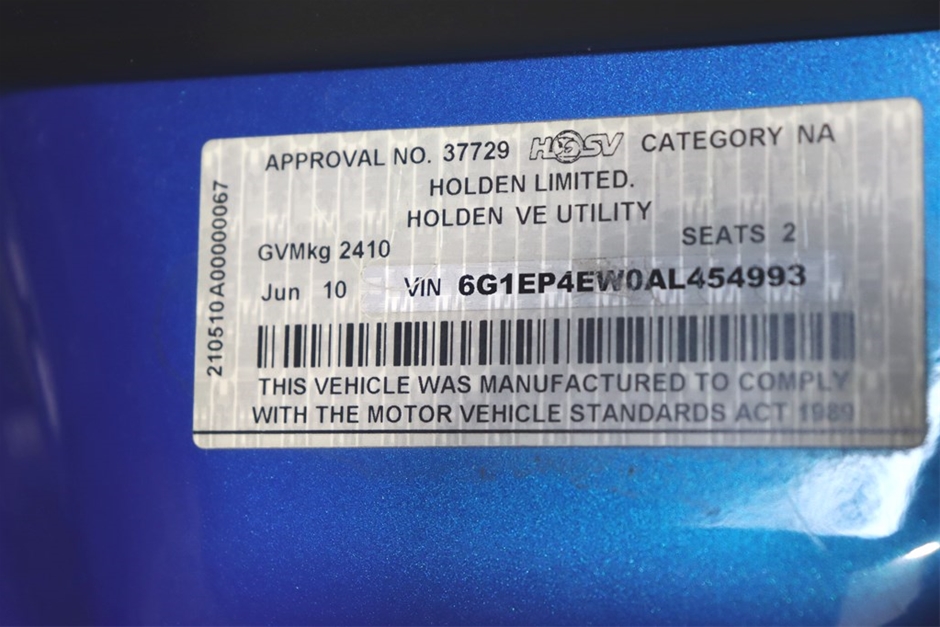 APPROVAL NO. 37729 HSV CATEGORY NA
HOLDEN LIMITED.
HOLDEN VE UTILITY
SEATS 2
GVMkg 2410
Jun 10 VIN 6G1EP4EW0AL454993
THIS VEHICLE WAS MANUFACTURED TO COMPLY
WITH THE MOTOR VEHICLE STANDARDS ACT 1989
210510A00000067